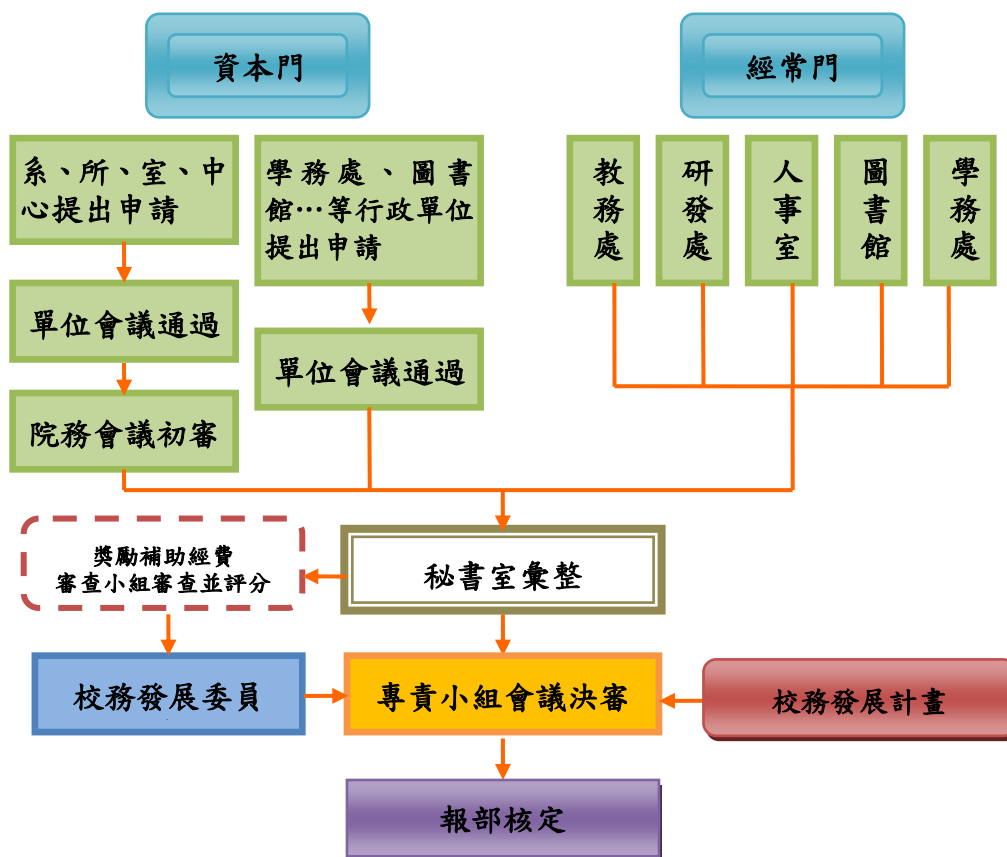 資本門
經常門
系、所、室、中
心提出申請
學務處、圖書
館…等行政單位
提出申請
教務處
研發處
人事室
圖書館
學務處
單位會議通過
單位會議通過
院務會議初審
獎勵補助經費
審查小組審查並評分
秘書室彙整
校務發展委員
專責小組會議決審
校務發展計畫
報部核定